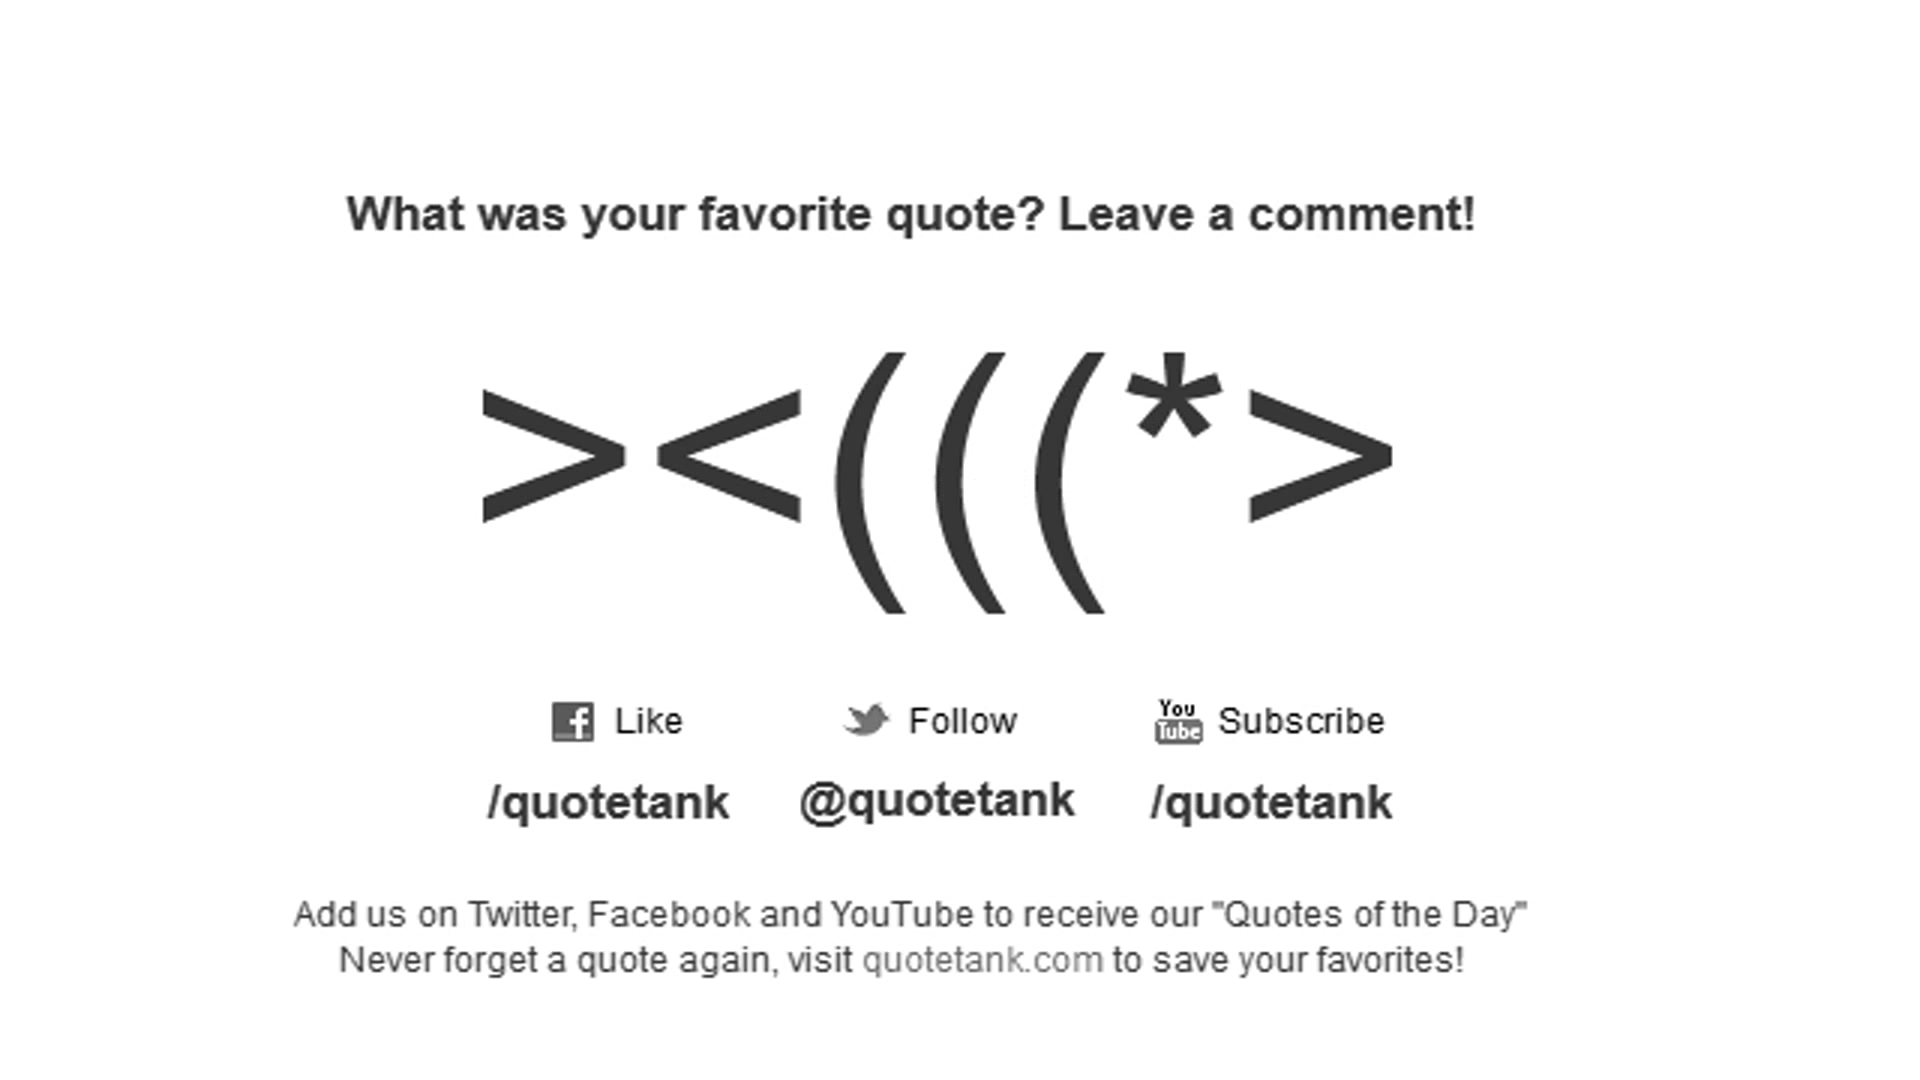 What was your favorite quote? Leave a comment!
><(((*>
f Like Follow You Tube Subscribe
/quotetank @quotetank /quotetank
Add us on Twitter, Facebook and YouTube to receive our "Quotes of the Day"
Never forget a quote again, visit quotetank.com to save your favorites!